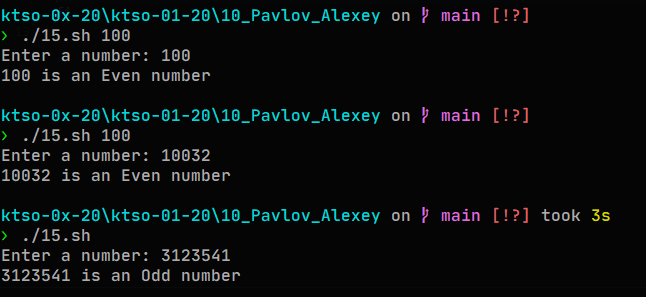 ktso-0x-20\ktso-01-20\10_Pavlov_Alexey on  main [!?]
❯ ./15.sh 100
Enter a number: 100
100 is an Even number
ktso-0x-20\ktso-01-20\10_Pavlov_Alexey on  main [!?]
❯ ./15.sh 100
Enter a number: 10032
10032 is an Even number
ktso-0x-20\ktso-01-20\10_Pavlov_Alexey on  main [!?] took 3s
❯ ./15.sh
Enter a number: 3123541
3123541 is an Odd number